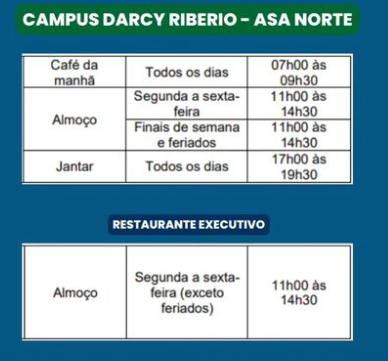 CAMPUS DARCY RIBERIO - ASA NORTE
Café da
manhã
Todos os dias
07h00 às
09h30
Almoço
Segunda a sexta-
feira
11h00 às
14h30
Finais de semana
e feriados
11h00 às
14h30
Jantar
Todos os dias
17h00 às
19h30
RESTAURANTE EXECUTIVO
Almoço
Segunda a sexta-
feira (exceto
feriados)
11h00 às
14h30